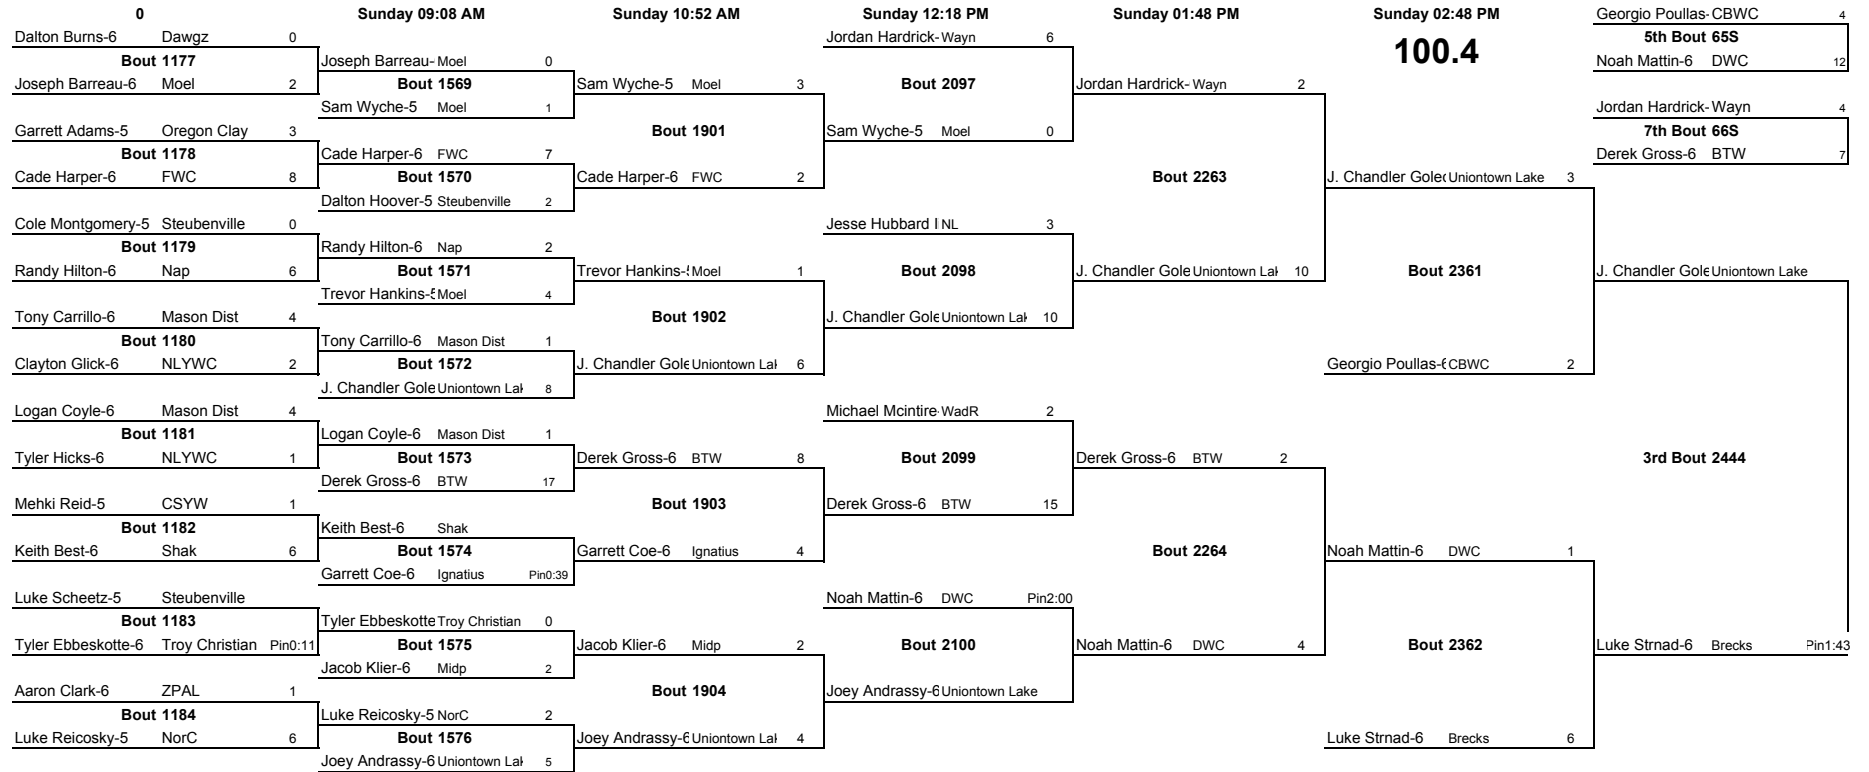 0 Sunday 09:08 AM Sunday 10:52 AM Sunday 12:18 PM Sunday 01:48 PM Sunday 02:48 PM Georgio Poullas- CBWC 4
Dalton Burns-6 Dawgz 0 Jordan Hardrick- Wayn 6 100.4 5th Bout 65S
Bout 1177 Joseph Barreau- Moel 0 Noah Mattin-6 DWC 12
Joseph Barreau-6 Moel 2 Bout 1569 Sam Wyche-5 Moel 3 Bout 2097 Jordan Hardrick- Wayn 2
Sam Wyche-5 Moel 1 Jordan Hardrick- Wayn 4
Garrett Adams-5 Oregon Clay 3 Bout 1901 Sam Wyche-5 Moel 0 7th Bout 66S
Bout 1178 Cade Harper-6 FWC 7 Derek Gross-6 BTW 7
Cade Harper-6 FWC 8 Bout 1570 Cade Harper-6 FWC 2 Bout 2263 J. Chandler Gole Uniontown Lake 3
Dalton Hoover-5 Steubenville 2
Cole Montgomery-5 Steubenville 0 Jesse Hubbard NL 3
Bout 1179 Randy Hilton-6 Nap 2
Randy Hilton-6 Nap 6 Bout 1571 Trevor Hankins- Moel 1 Bout 2098 J. Chandler Gole Uniontown Lak 10 Bout 2361 J. Chandler Gole Uniontown Lake
Trevor Hankins- Moel 4
Tony Carrillo-6 Mason Dist 4 Bout 1902 J. Chandler Gole Uniontown Lak 10
Bout 1180 Tony Carrillo-6 Mason Dist 1
Clayton Glick-6 NLYWC 2 Bout 1572 J. Chandler Gole Uniontown Lak 6 Georgio Poullas- CBWC 2
J. Chandler Gole Uniontown Lak 8
Logan Coyle-6 Mason Dist 4 Michael Mcintire WadR 2
Bout 1181 Logan Coyle-6 Mason Dist 1
Tyler Hicks-6 NLYWC 1 Bout 1573 Derek Gross-6 BTW 8 Bout 2099 Derek Gross-6 BTW 2 3rd Bout 2444
Derek Gross-6 BTW 17
Mehki Reid-5 CSYW 1 Bout 1903 Derek Gross-6 BTW 15
Bout 1182 Keith Best-6 Shak
Keith Best-6 Shak 6 Bout 1574 Garrett Coe-6 Ignatius 4 Bout 2264 Noah Mattin-6 DWC 1
Garrett Coe-6 Ignatius Pin0:39
Luke Scheetz-5 Steubenville Noah Mattin-6 DWC Pin2:00
Bout 1183 Tyler Ebbeskotte Troy Christian 0
Tyler Ebbeskotte-6 Troy Christian Pin0:11 Bout 1575 Jacob Klier-6 Midp 2 Bout 2100 Noah Mattin-6 DWC 4 Bout 2362 Luke Strnad-6 Brecks Pin1:43
Jacob Klier-6 Midp 2
Aaron Clark-6 ZPAL 1 Bout 1904 Joey Andrassy-6 Uniontown Lake
Bout 1184 Luke Reicosky-5 NorC 2
Luke Reicosky-5 NorC 6 Bout 1576 Joey Andrassy-6 Uniontown Lak 4 Luke Strnad-6 Brecks 6
Joey Andrassy-6 Uniontown Lak 5